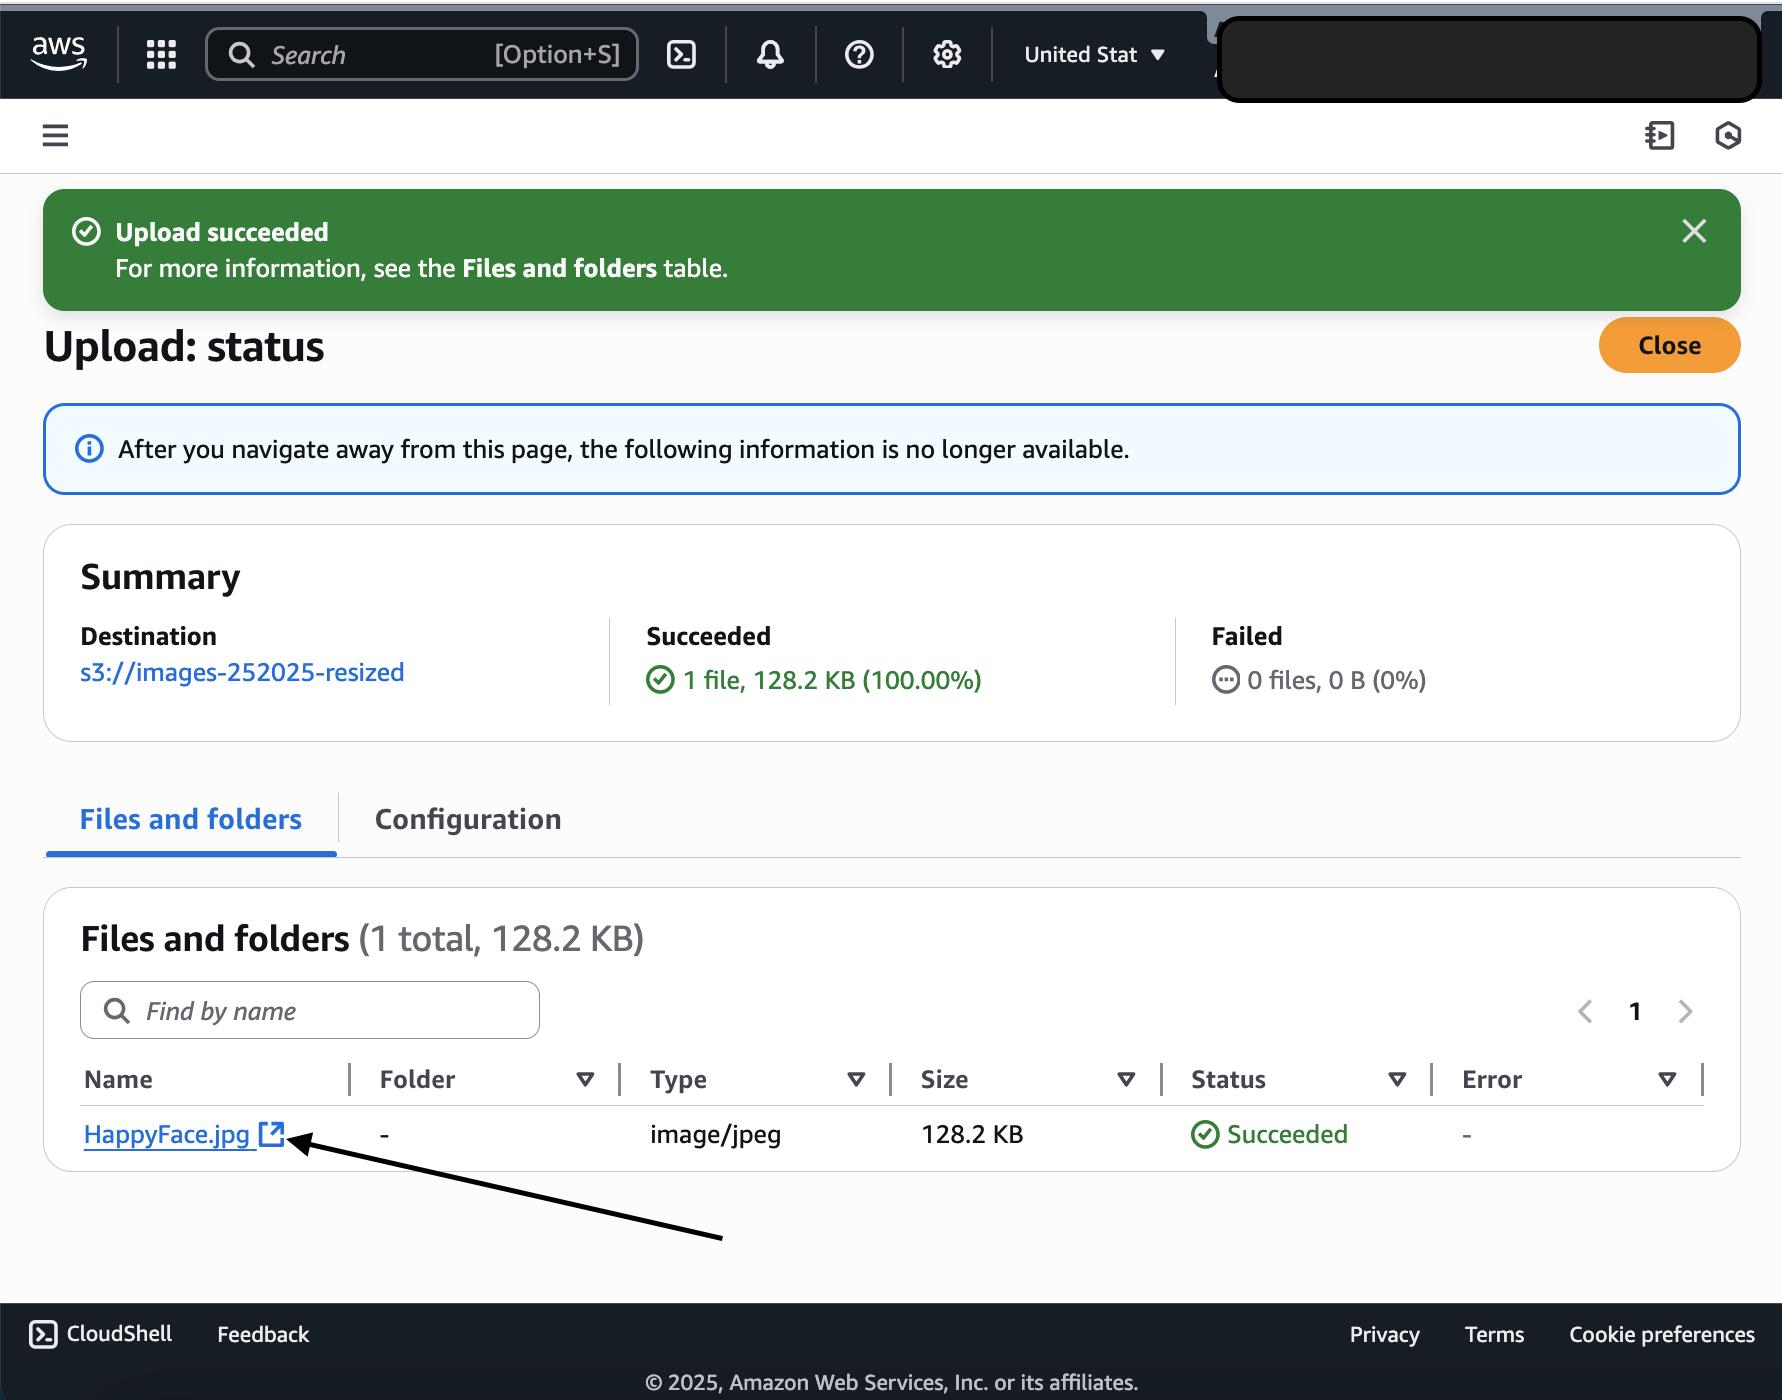 aws
Search [Option+S]
United Stat
Upload succeeded
For more information, see the Files and folders table.
Upload: status
Close
After you navigate away from this page, the following information is no longer available.
Summary
Destination
s3://images-252025-resized
Succeeded
1 file, 128.2 KB (100.00%)
Failed
0 files, 0 B (0%)
Files and folders
Configuration
Files and folders (1 total, 128.2 KB)
Find by name
1
Name Folder Type Size Status Error
HappyFace.jpg - image/jpeg 128.2 KB Succeeded -
CloudShell Feedback Privacy Terms Cookie preferences
© 2025, Amazon Web Services, Inc. or its affiliates.